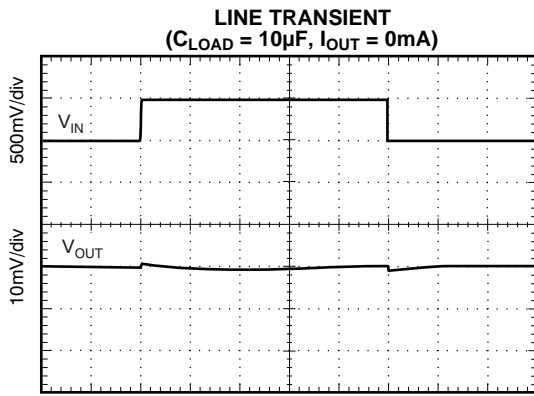 LINE TRANSIENT
(CLOAD = 10µF, IOUT = 0mA)
500mV/div
VIN
10mV/div
VOUT